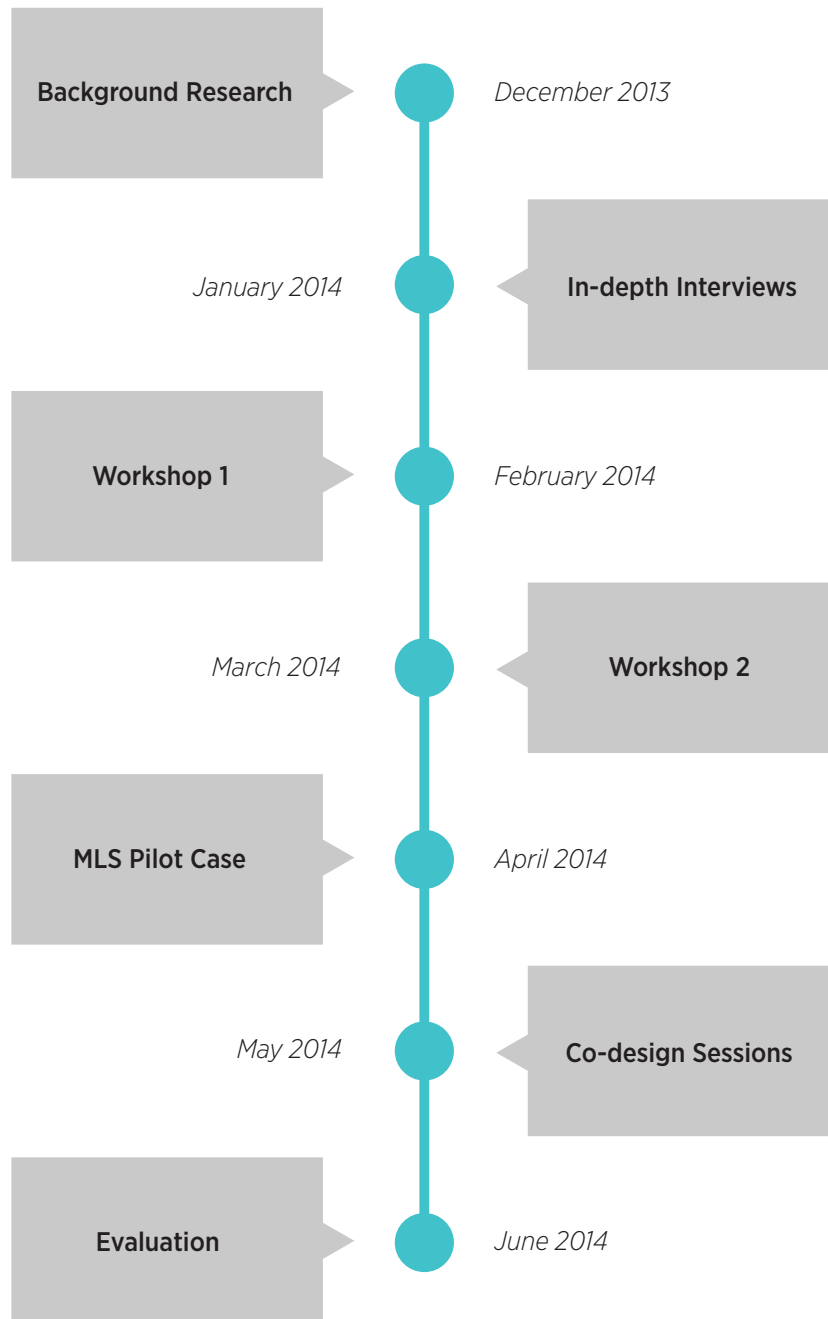 Background Research
December 2013
January 2014
In-depth Interviews
Workshop 1
February 2014
March 2014
Workshop 2
MLS Pilot Case
April 2014
May 2014
Co-design Sessions
Evaluation
June 2014